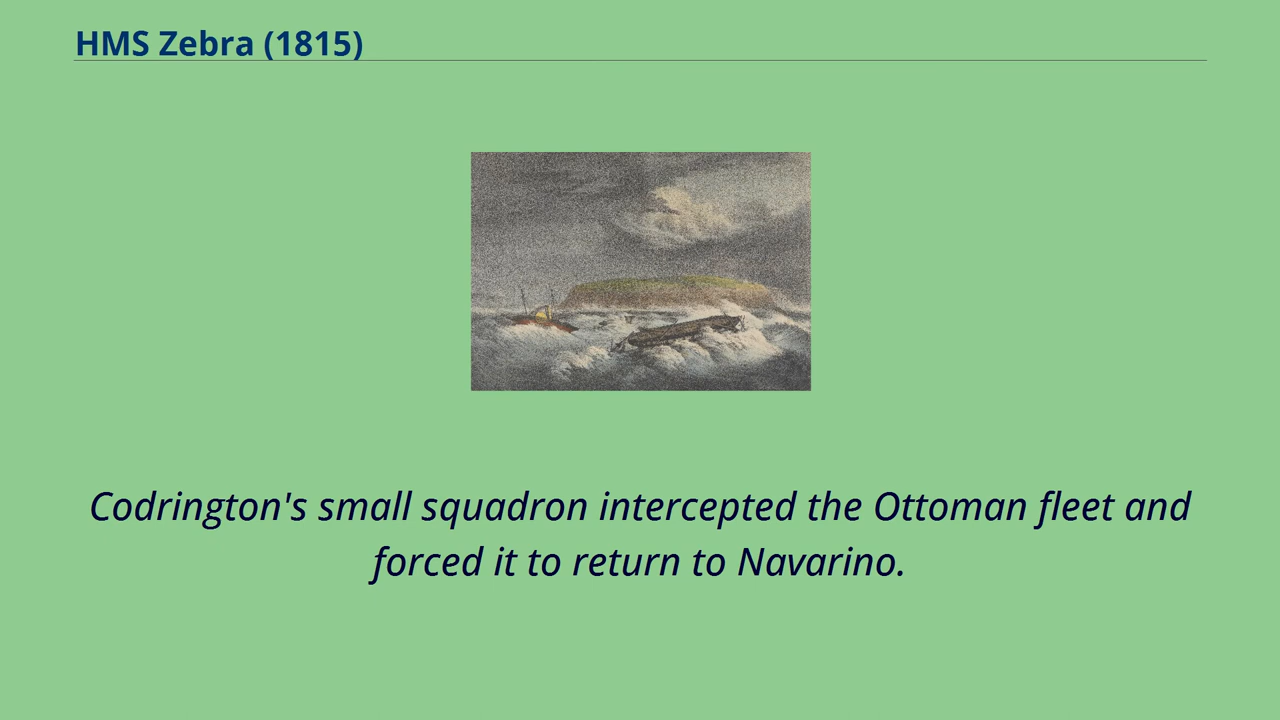 HMS Zebra (1815)
Codrington's small squadron intercepted the Ottoman fleet and
forced it to return to Navarino.